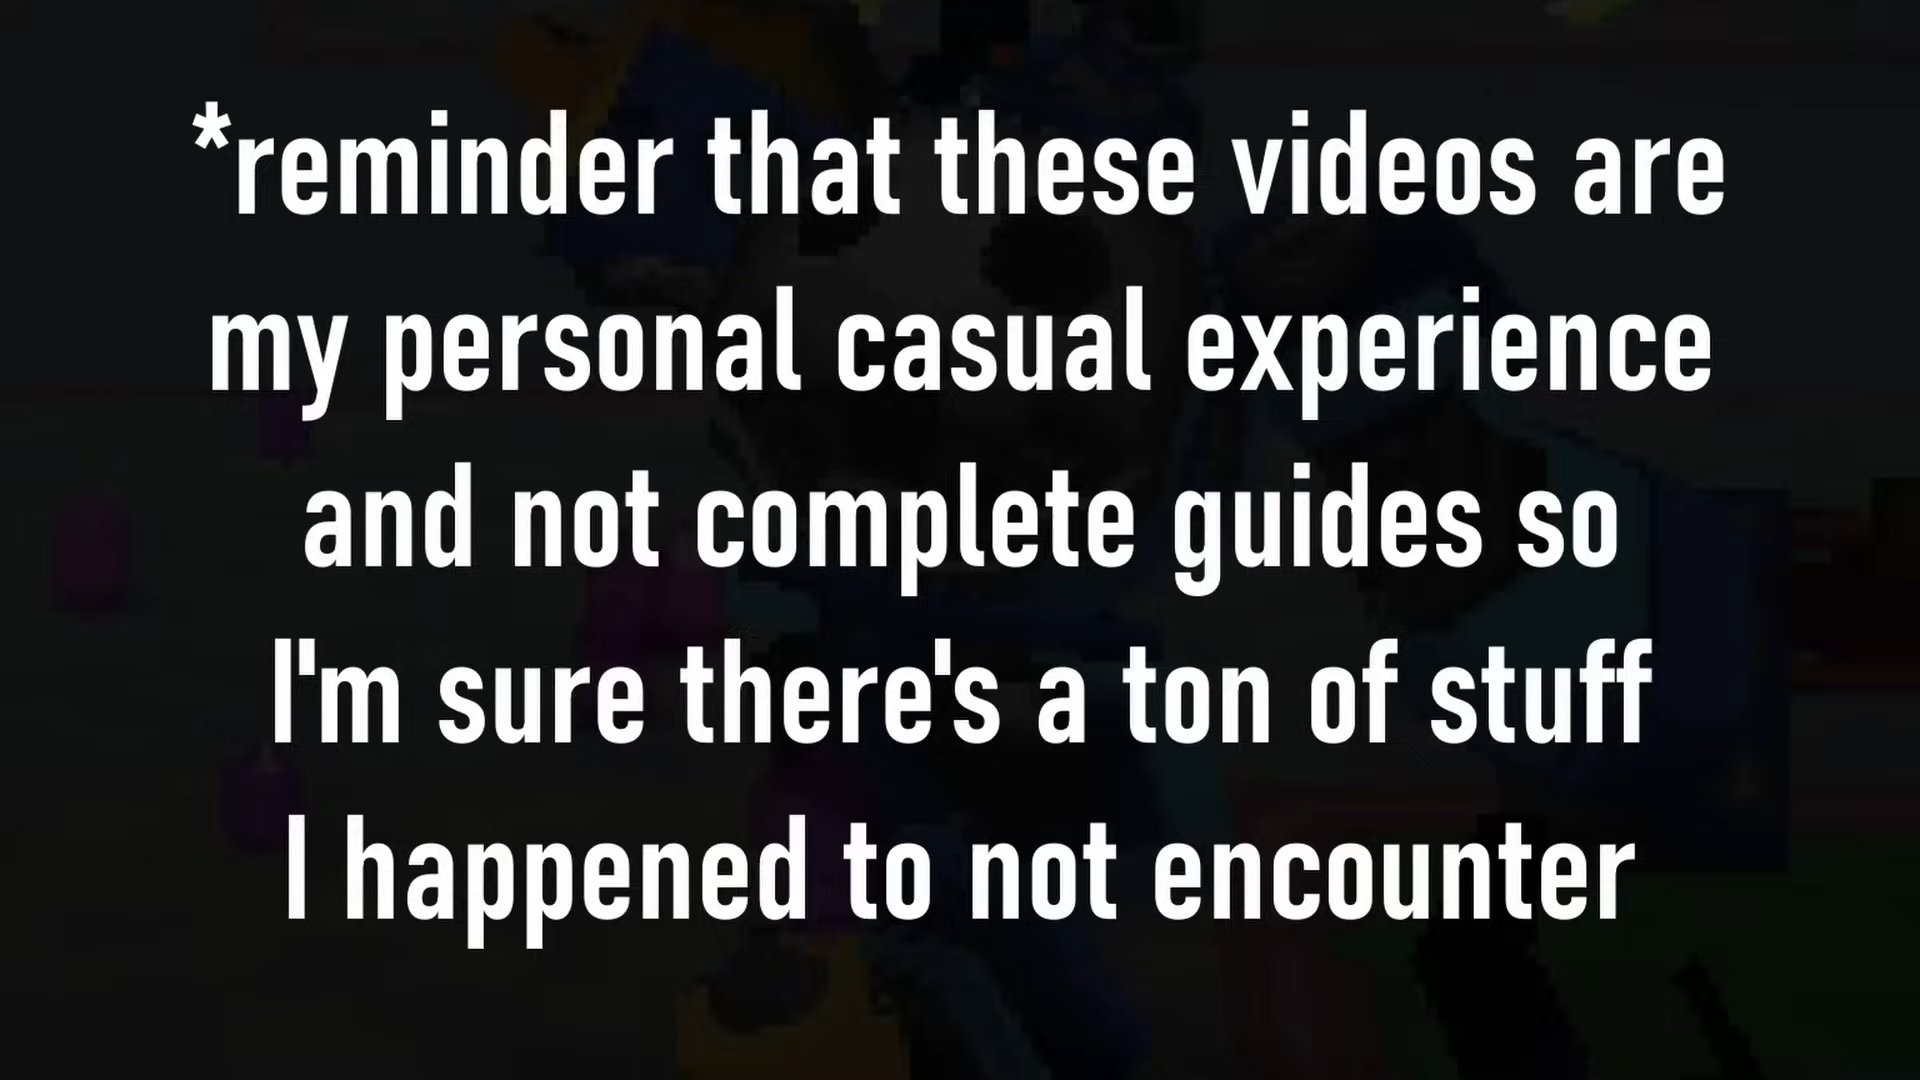 *reminder that these videos are
my personal casual experience
and not complete guides so
I'm sure there's a ton of stuff
I happened to not encounter